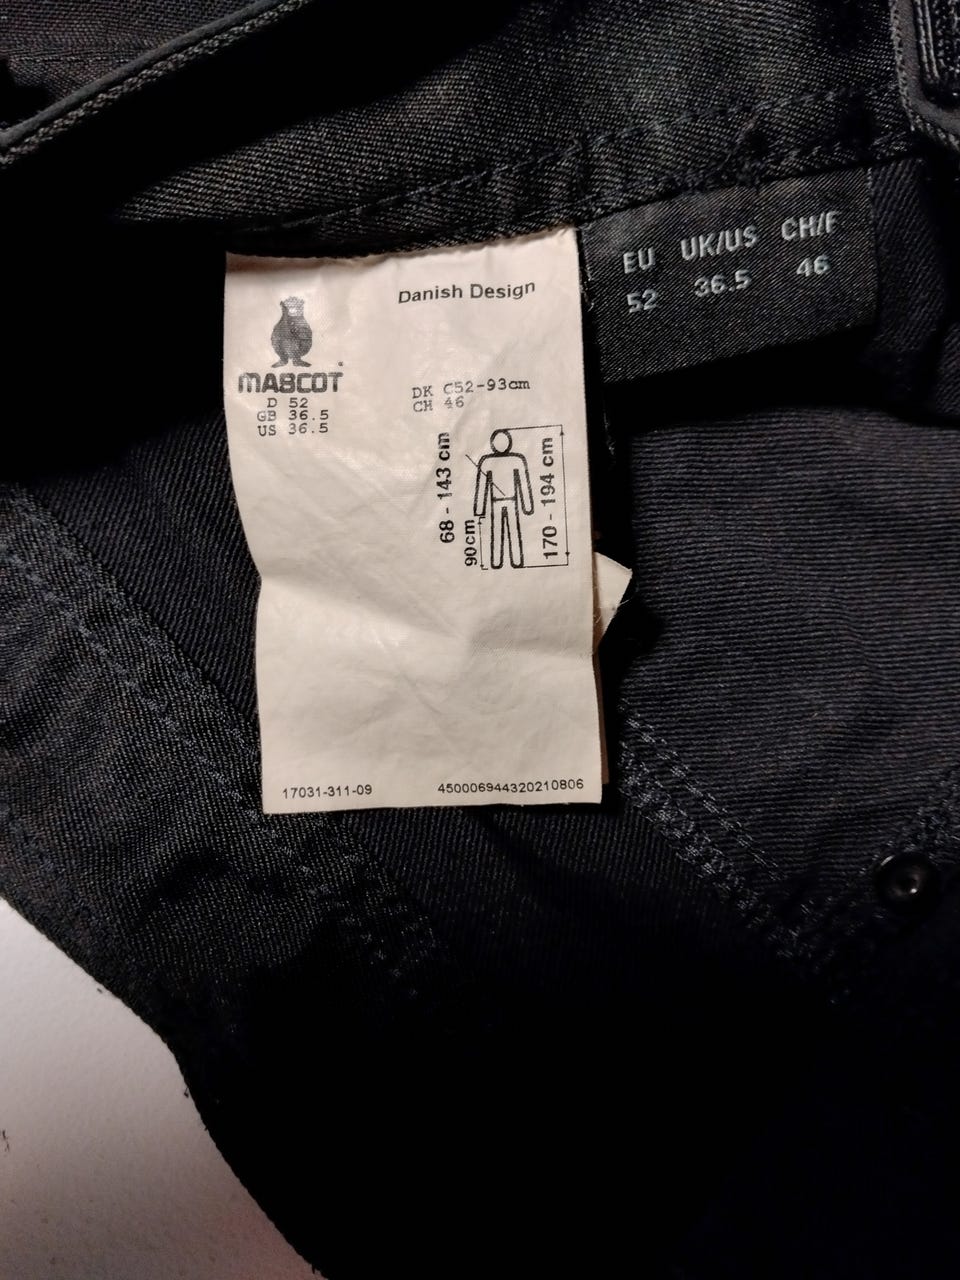 Danish Design
MASCOT
D 52
GB 36.5
US 36.5
DK C52-93cm
CH 46
68 - 143 cm
90cm
170 - 194 cm
17031-311-09
450006944320210806
EU UK/US CH/F
52 36.5 46